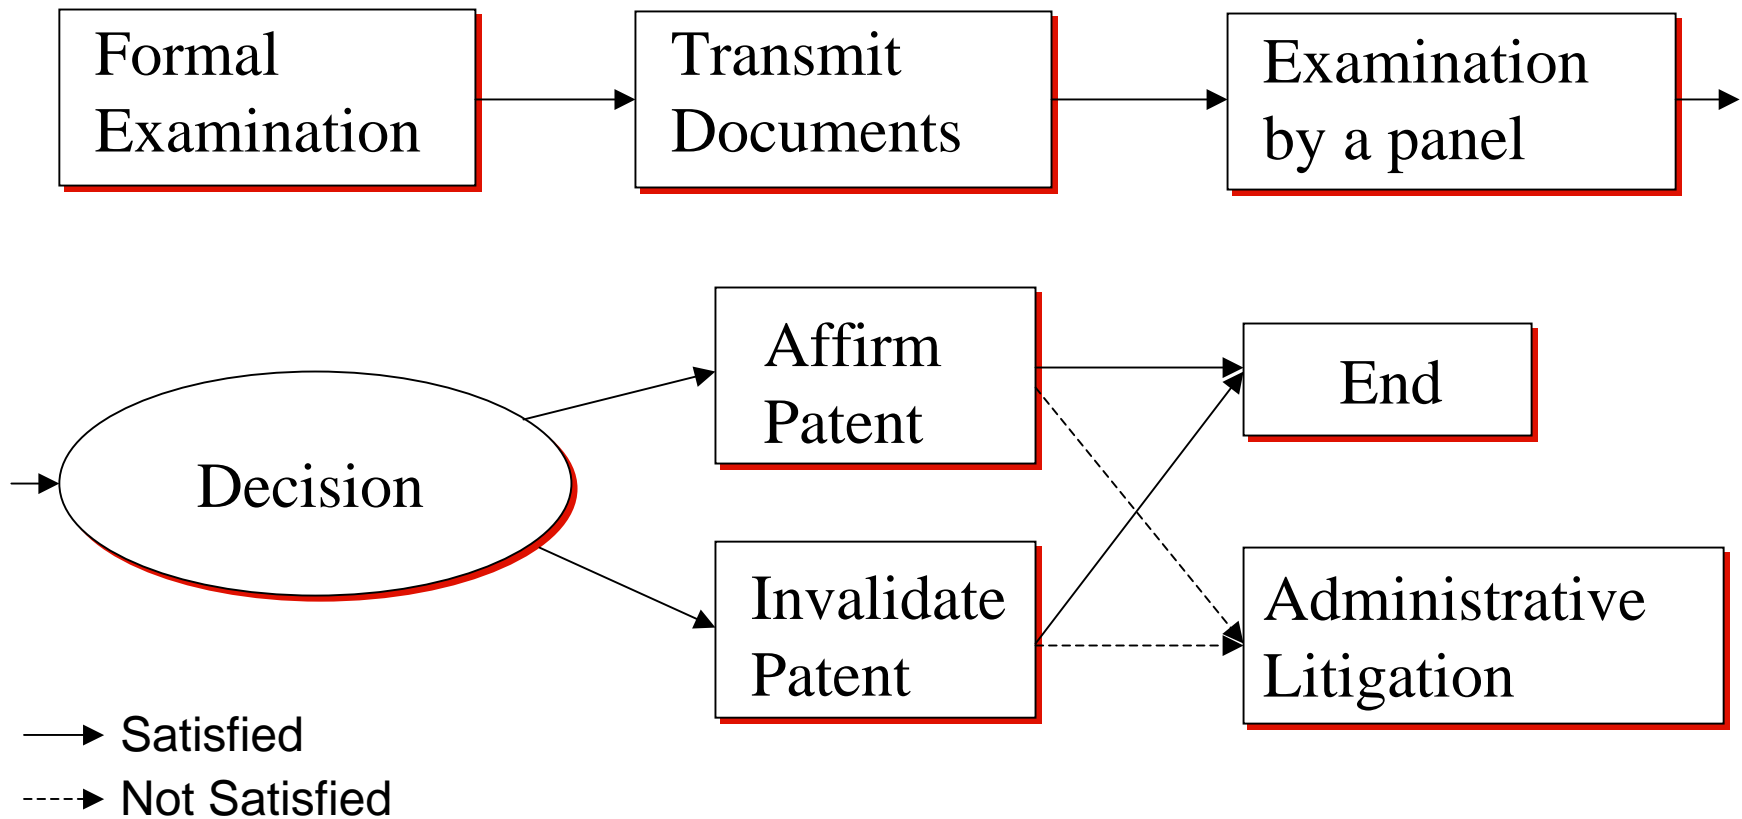 Formal
Examination
Transmit
Documents
Examination
by a panel
Decision
Affirm
Patent
End
Invalidate
Patent
Administrative
Litigation
Satisfied
Not Satisfied